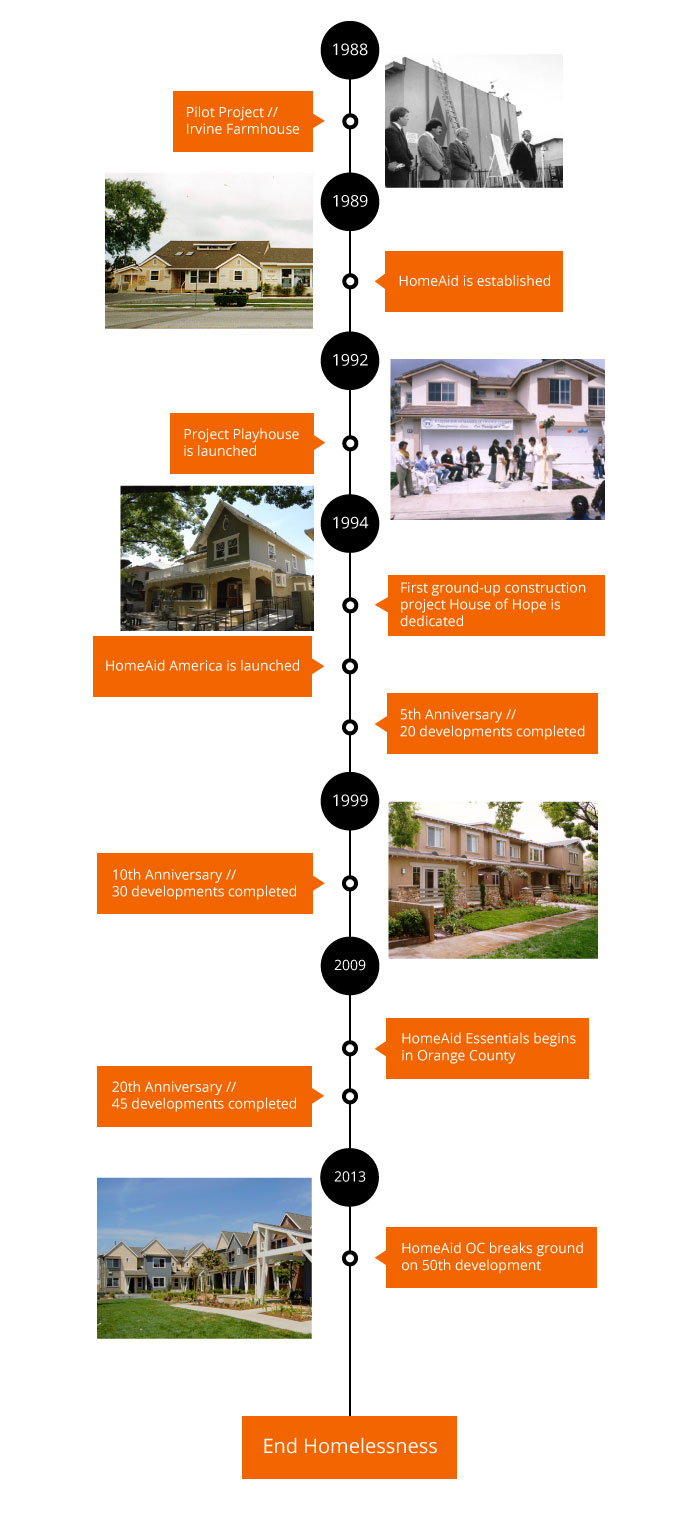 1988
Pilot Project //
Irvine Farmhouse
1989
HomeAid is established
1992
Project Playhouse
is launched
1994
First ground-up construction
project House of Hope is
dedicated
HomeAid America is launched
5th Anniversary //
20 developments completed
1999
10th Anniversary //
30 developments completed
2009
HomeAid Essentials begins
in Orange County
20th Anniversary //
45 developments completed
2013
HomeAid OC breaks ground
on 50th development
End Homelessness